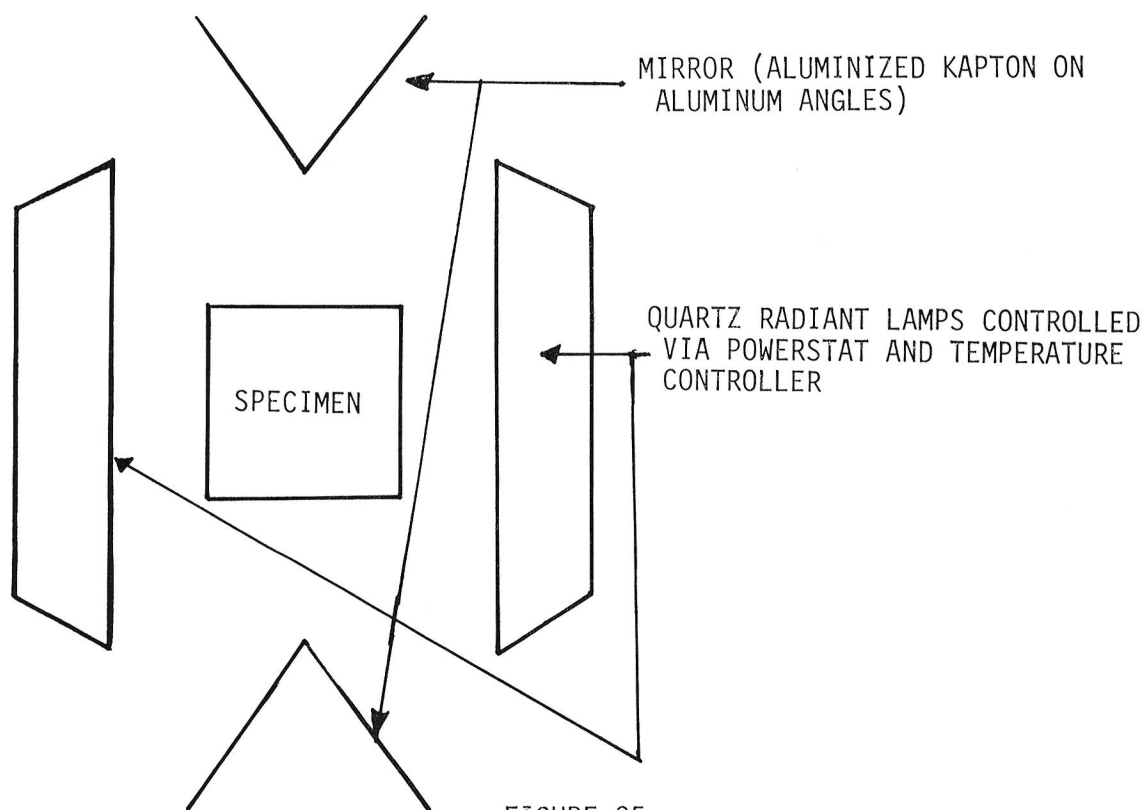 MIRROR (ALUMINIZED KAPTON ON
ALUMINUM ANGLES)
QUARTZ RADIANT LAMPS CONTROLLED
VIA POWERSTAT AND TEMPERATURE
CONTROLLER
SPECIMEN